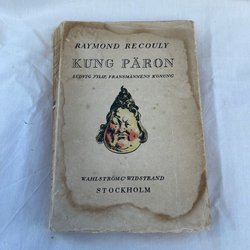 RAYMOND RECOULY
KUNG PÄRON
LUDVIG FILIP, FRANSMÄNNENS KONUNG
WAHLSTRÖM & WIDSTRAND
STOCKHOLM